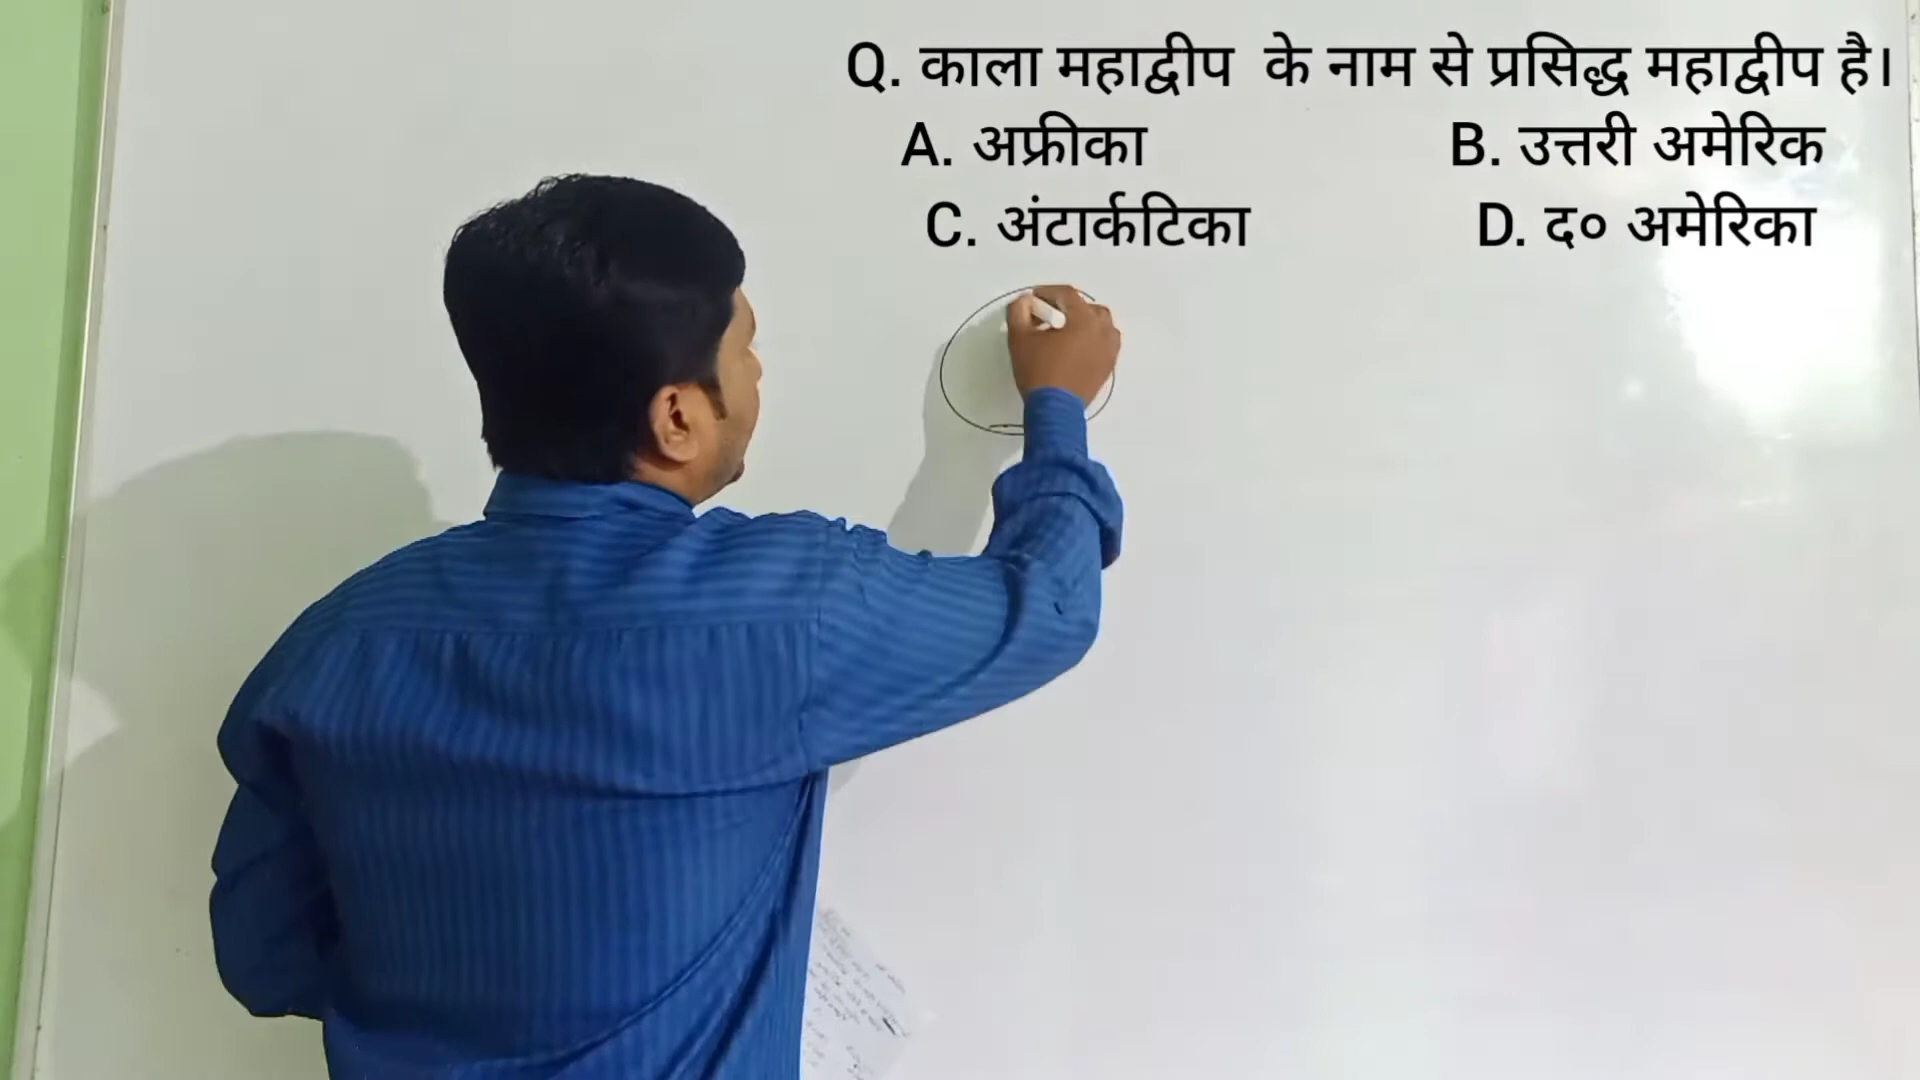 Q. काला महाद्वीप के नाम से प्रसिद्ध महाद्वीप है।
A. अफ्रीका B. उत्तरी अमेरिक
C. अंटार्कटिका D. द० अमेरिका